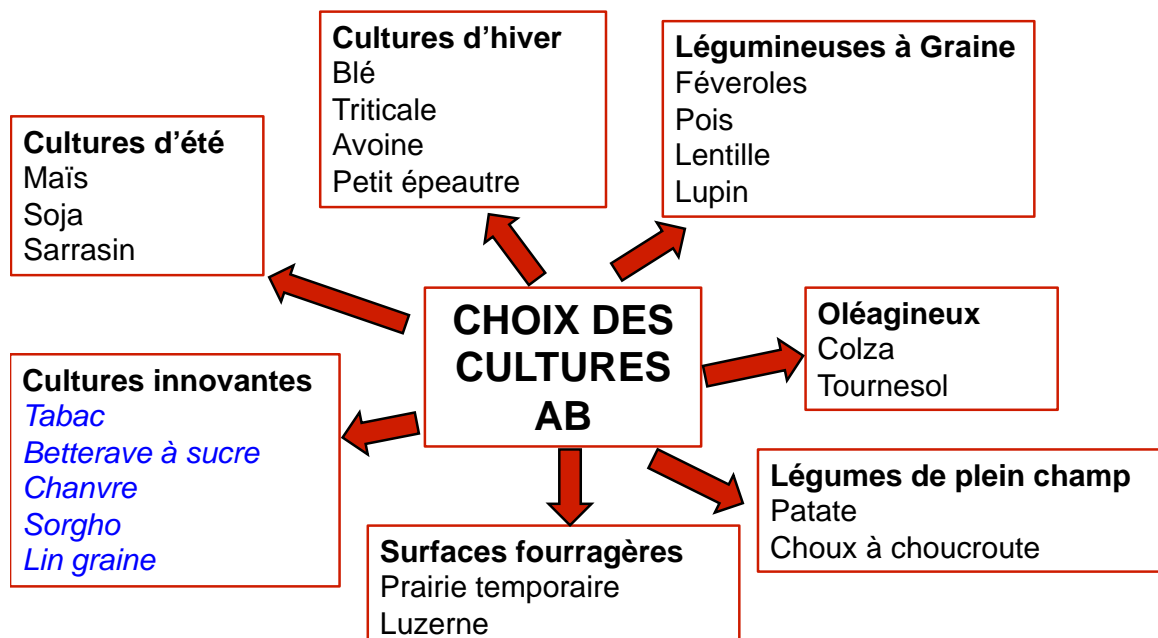 Cultures d'hiver
Blé
Triticale
Avoine
Petit épeautre
Légumineuses à Graine
Féveroles
Pois
Lentille
Lupin
Cultures d'été
Maïs
Soja
Sarrasin
CHOIX DES
CULTURES
AB
Oléagineux
Colza
Tournesol
Cultures innovantes
Tabac
Betterave à sucre
Chanvre
Sorgho
Lin graine
Légumes de plein champ
Patate
Choux à choucroute
Surfaces fourragères
Prairie temporaire
Luzerne